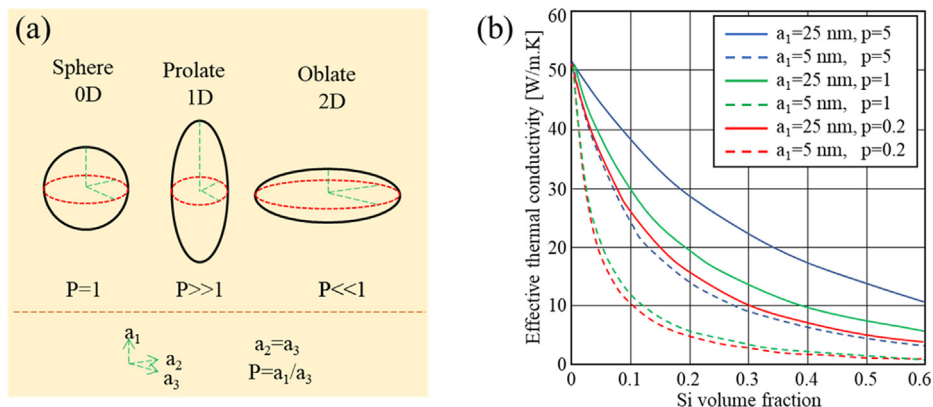 (a)
Sphere
0D
Prolate
1D
Oblate
2D
P=1
P>>1
P<<1
a₁
a₂
a₃
a₂=a₃
P=a₁/a₃
(b)
Effective thermal conductivity [W/m.K]
60
50
40
30
20
10
0
0
0.1
0.2
0.3
0.4
0.5
0.6
Si volume fraction
a₁=25 nm, p=5
a₁=5 nm, p=5
a₁=25 nm, p=1
a₁=5 nm, p=1
a₁=25 nm, p=0.2
a₁=5 nm, p=0.2